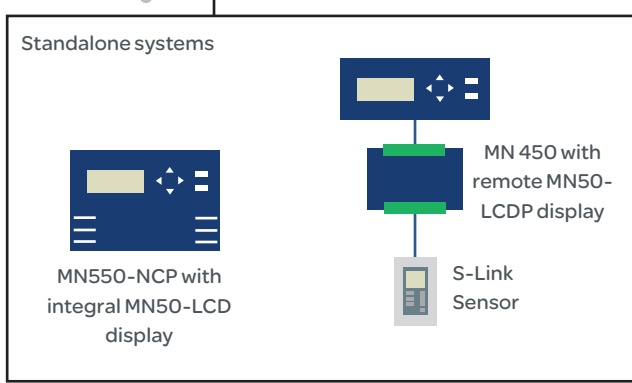 Standalone systems
MN 450 with
remote MN50-
LCDP display
MN550-NCP with
integral MN50-LCD
display
S-Link
Sensor